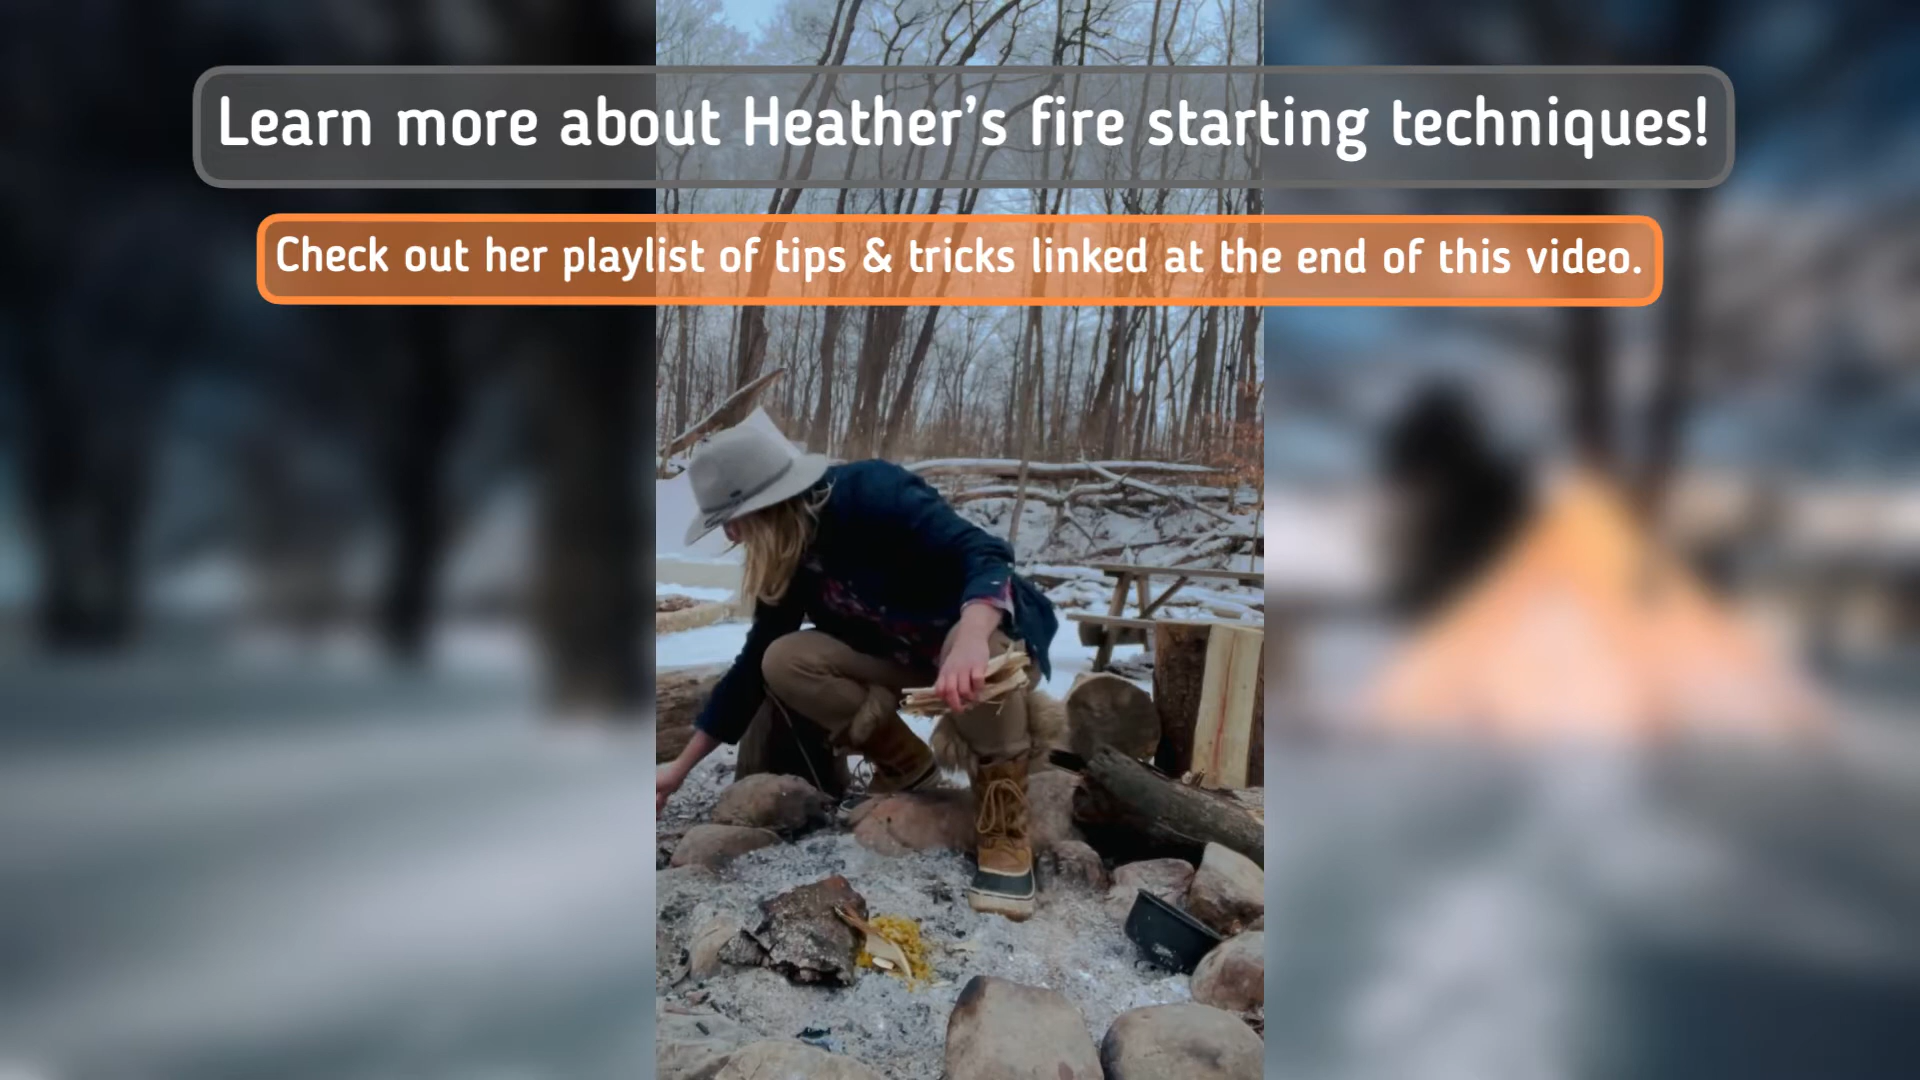 Learn more about Heather’s fire starting techniques!
Check out her playlist of tips & tricks linked at the end of this video.